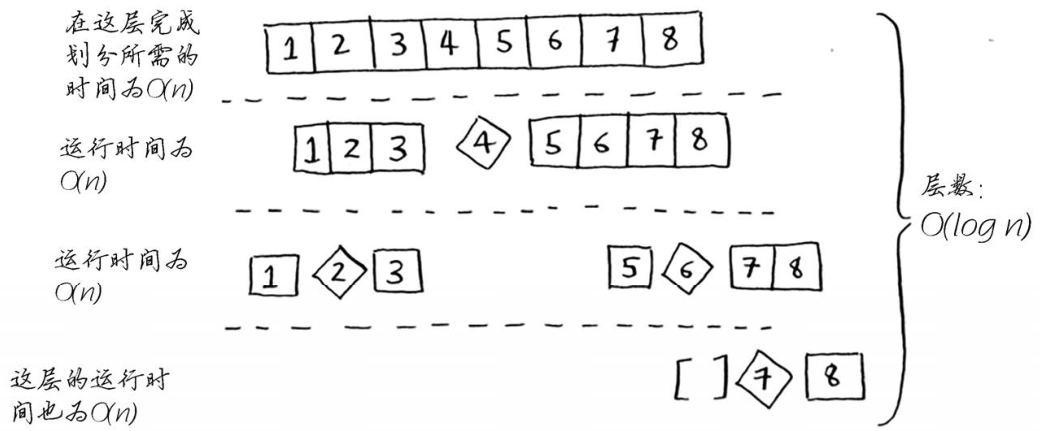 在这层完成
划分所需的
时间为O(n)
1 2 3 4 5 6 7 8
运行时间为
O(n)
1 2 3 4 5 6 7 8
层数:
O(log n)
运行时间为
O(n)
1 2 3 5 6 7 8
这层的运行时
间也为O(n)
[ ] 7 8